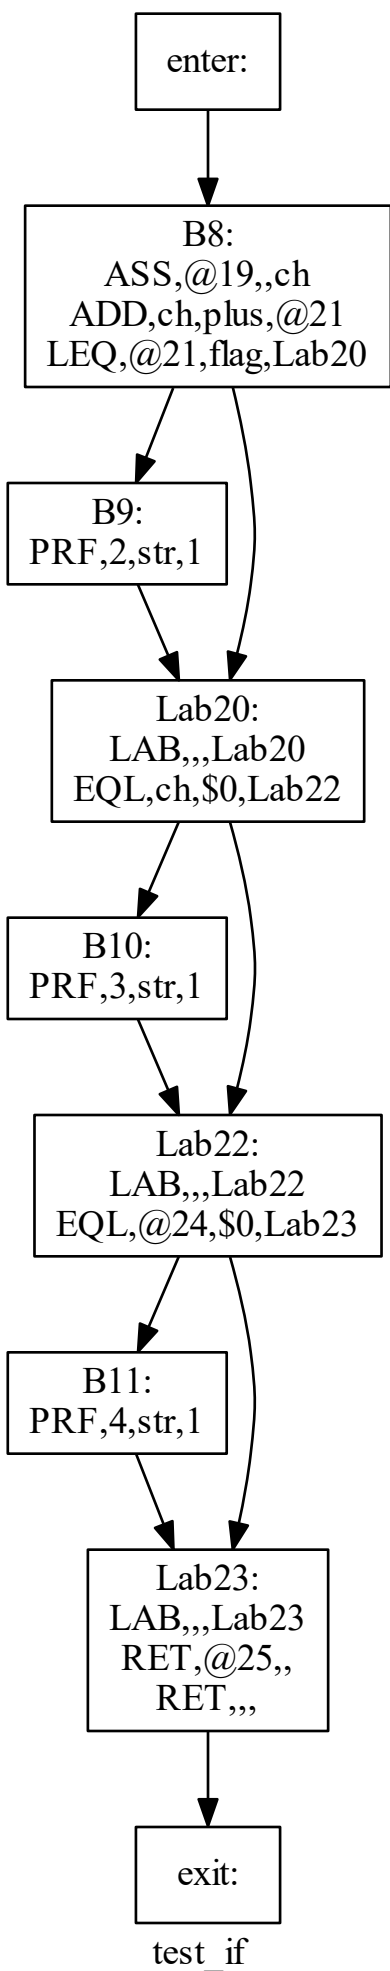 enter:
B8:
ASS,@19,,ch
ADD,ch,plus,@21
LEQ,@21,flag,Lab20
B9:
PRF,2,str,1
Lab20:
LAB,,,Lab20
EQL,ch,$0,Lab22
B10:
PRF,3,str,1
Lab22:
LAB,,,Lab22
EQL,@24,$0,Lab23
B11:
PRF,4,str,1
Lab23:
LAB,,,Lab23
RET,@25,,
RET,,,
exit:
test_if